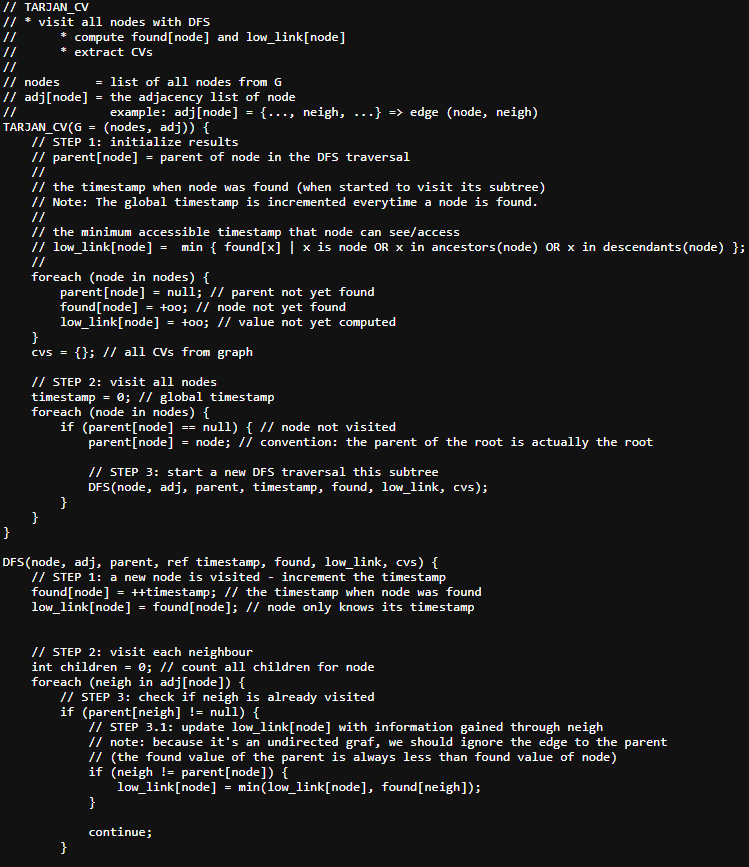 // TARJAN_CV
// * visit all nodes with DFS
//      * compute found[node] and low_link[node]
//      * extract CVs
//
// nodes     = list of all nodes from G
// adj[node] = the adjacency list of node
//             example: adj[node] = {..., neigh, ...} => edge (node, neigh)
TARJAN_CV(G = (nodes, adj)) {
    // STEP 1: initialize results
    // parent[node] = parent of node in the DFS traversal
    //
    // the timestamp when node was found (when started to visit its subtree)
    // Note: The global timestamp is incremented everytime a node is found.
    //
    // the minimum accessible timestamp that node can see/access
    // low_link[node] =  min { found[x] | x is node OR x in ancestors(node) OR x in descendants(node) };
    //
    foreach (node in nodes) {
        parent[node] = null; // parent not yet found
        found[node] = +oo; // node not yet found
        low_link[node] = +oo; // value not yet computed
    }
    cvs = {}; // all CVs from graph

    // STEP 2: visit all nodes
    timestamp = 0; // global timestamp
    foreach (node in nodes) {
        if (parent[node] == null) { // node not visited
            parent[node] = node; // convention: the parent of the root is actually the root

            // STEP 3: start a new DFS traversal this subtree
            DFS(node, adj, parent, timestamp, found, low_link, cvs);
        }
    }
}

DFS(node, adj, parent, ref timestamp, found, low_link, cvs) {
    // STEP 1: a new node is visited - increment the timestamp
    found[node] = ++timestamp; // the timestamp when node was found
    low_link[node] = found[node]; // node only knows its timestamp


    // STEP 2: visit each neighbour
    int children = 0; // count all children for node
    foreach (neigh in adj[node]) {
        // STEP 3: check if neigh is already visited
        if (parent[neigh] != null) {
            // STEP 3.1: update low_link[node] with information gained through neigh
            // note: because it's an undirected graf, we should ignore the edge to the parent
            // (the found value of the parent is always less than found value of node)
            if (neigh != parent[node]) {
                low_link[node] = min(low_link[node], found[neigh]);
            }

            continue;
        }